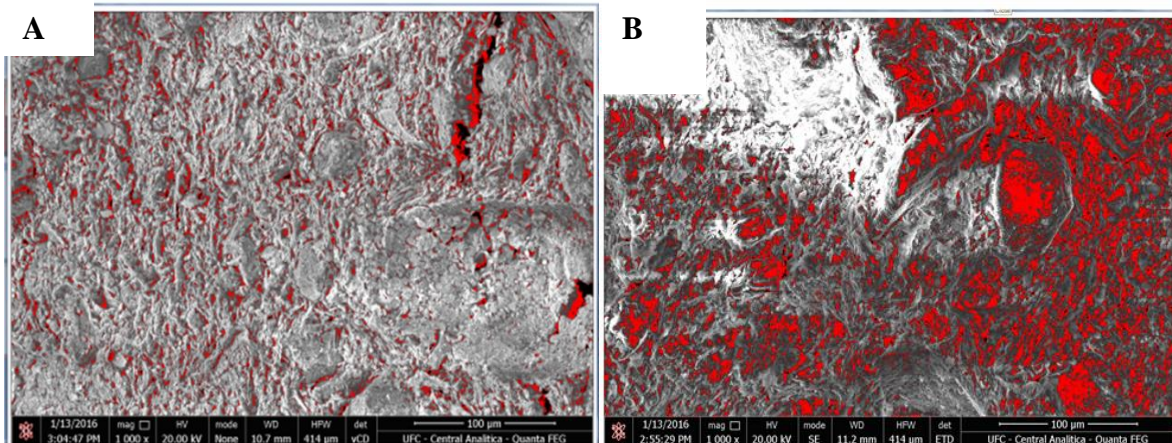 A
B
1/13/2016 mag HV mode WD HFW det 100 µm
3:04:47 PM 1 000 x 20.00 kV None 10.7 mm 414 µm vCD UFC - Central Analitica - Quanta FEG
1/13/2016 mag HV mode WD HFW det 100 µm
2:55:29 PM 1 000 x 20.00 kV SE 11.2 mm 414 µm ETD UFC - Central Analitica - Quanta FEG